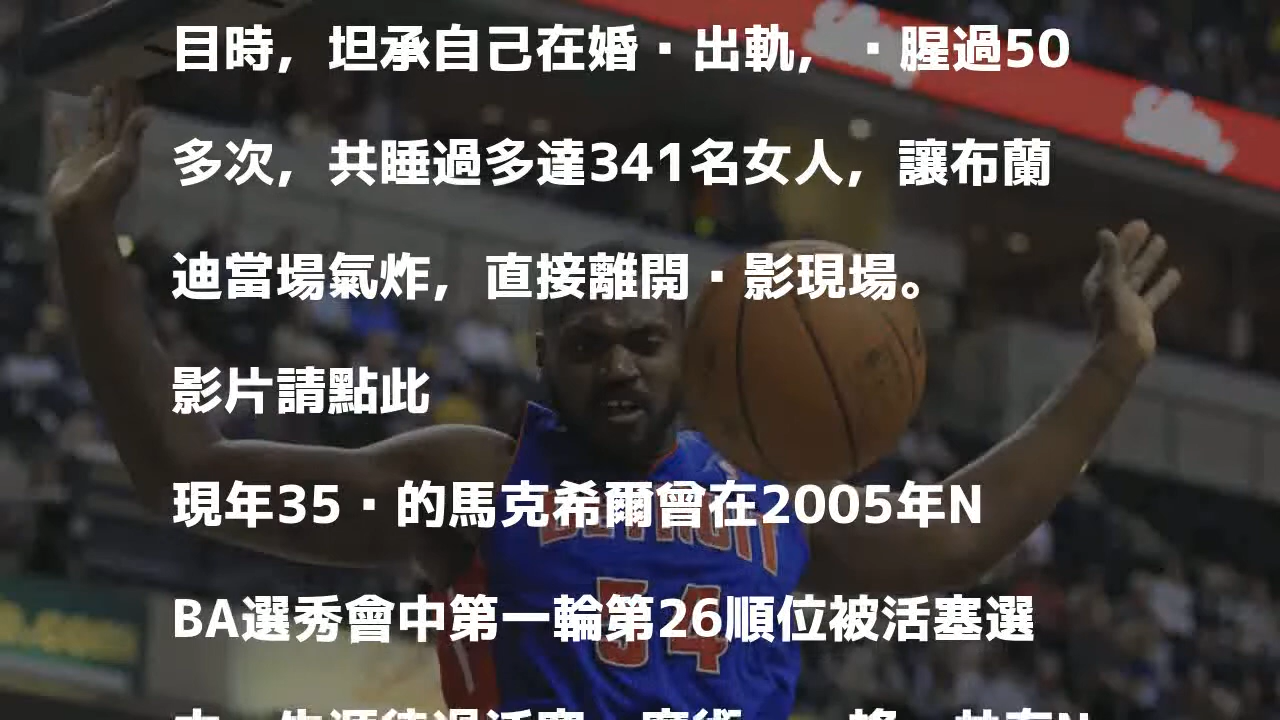 目時，坦承自己在婚·出軌，·腥過50
多次，共睡過多達341名女人，讓布蘭
迪當場氣炸，直接離開·影現場。
影片請點此
現年35·的馬克希爾曾在2005年N
BA選秀會中第一輪第26順位被活塞選
DETROIT
54